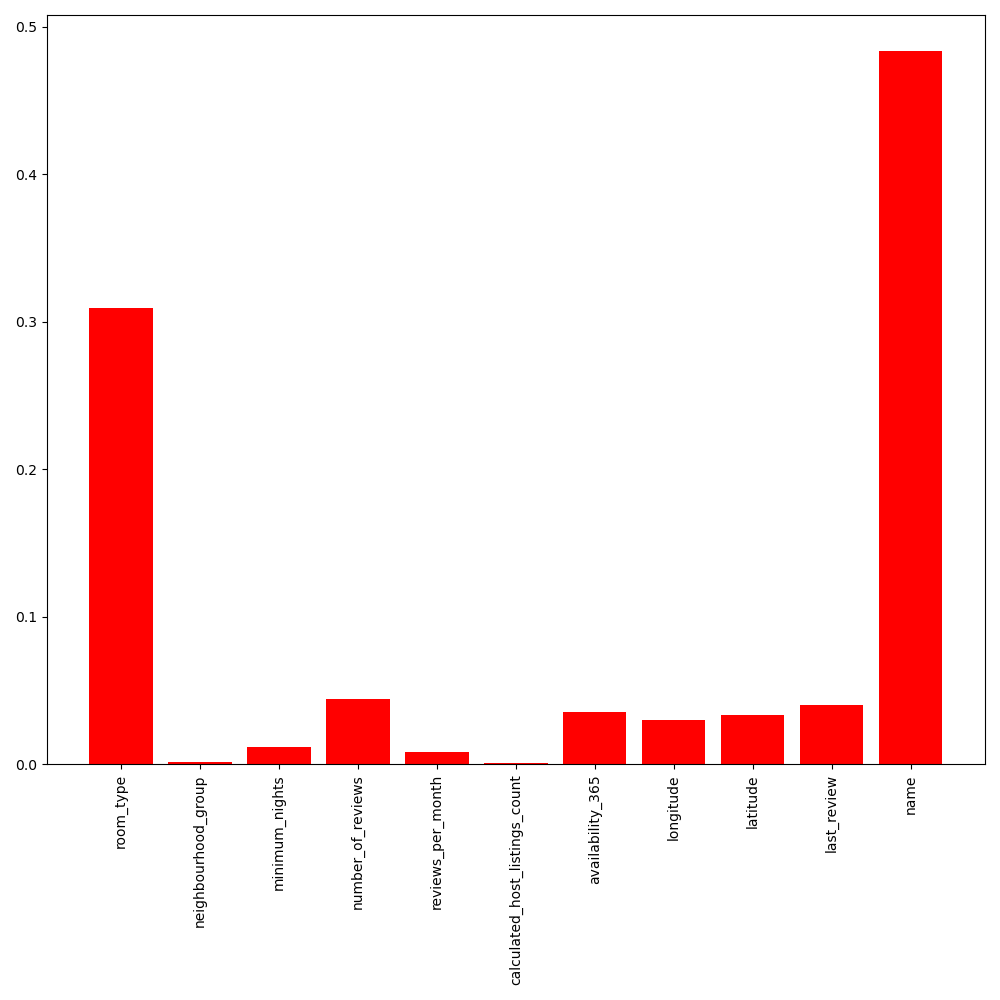 0.5
0.4
0.3
0.2
0.1
0.0
room_type
neighbourhood_group
minimum_nights
number_of_reviews
reviews_per_month
calculated_host_listings_count
availability_365
longitude
latitude
last_review
name